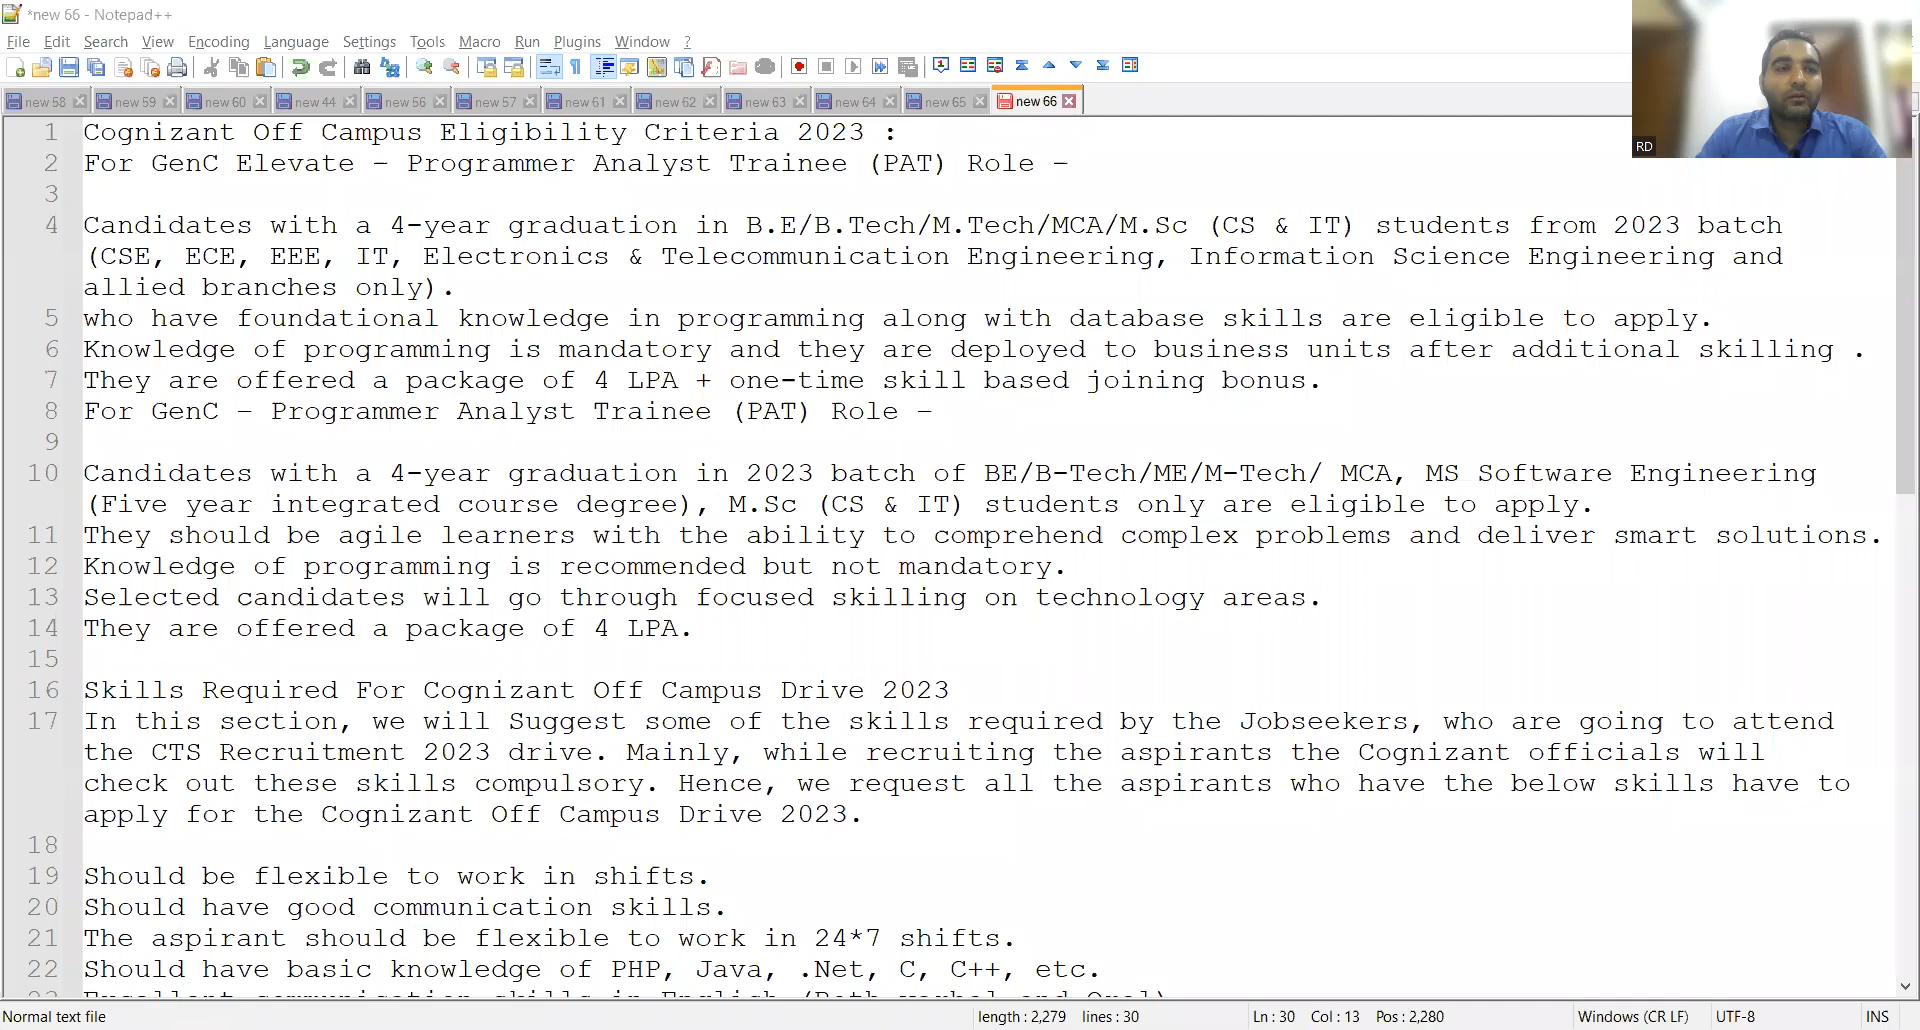 *new 66 - Notepad++
File Edit Search View Encoding Language Settings Tools Macro Run Plugins Window ?
new 58 new 59 new 60 new 44 new 56 new 57 new 61 new 62 new 63 new 64 new 65 new 66
RD
1 Cognizant Off Campus Eligibility Criteria 2023 :
2 For GenC Elevate – Programmer Analyst Trainee (PAT) Role –
3
4 Candidates with a 4-year graduation in B.E/B.Tech/M.Tech/MCA/M.Sc (CS & IT) students from 2023 batch
(CSE, ECE, EEE, IT, Electronics & Telecommunication Engineering, Information Science Engineering and
allied branches only).
5 who have foundational knowledge in programming along with database skills are eligible to apply.
6 Knowledge of programming is mandatory and they are deployed to business units after additional skilling .
7 They are offered a package of 4 LPA + one-time skill based joining bonus.
8 For GenC – Programmer Analyst Trainee (PAT) Role –
9
10 Candidates with a 4-year graduation in 2023 batch of BE/B-Tech/ME/M-Tech/ MCA, MS Software Engineering
(Five year integrated course degree), M.Sc (CS & IT) students only are eligible to apply.
11 They should be agile learners with the ability to comprehend complex problems and deliver smart solutions.
12 Knowledge of programming is recommended but not mandatory.
13 Selected candidates will go through focused skilling on technology areas.
14 They are offered a package of 4 LPA.
15
16 Skills Required For Cognizant Off Campus Drive 2023
17 In this section, we will Suggest some of the skills required by the Jobseekers, who are going to attend
the CTS Recruitment 2023 drive. Mainly, while recruiting the aspirants the Cognizant officials will
check out these skills compulsory. Hence, we request all the aspirants who have the below skills have to
apply for the Cognizant Off Campus Drive 2023.
18
19 Should be flexible to work in shifts.
20 Should have good communication skills.
21 The aspirant should be flexible to work in 24*7 shifts.
22 Should have basic knowledge of PHP, Java, .Net, C, C++, etc.
Normal text file length : 2,279 lines : 30 Ln : 30 Col : 13 Pos : 2,280 Windows (CR LF) UTF-8 INS